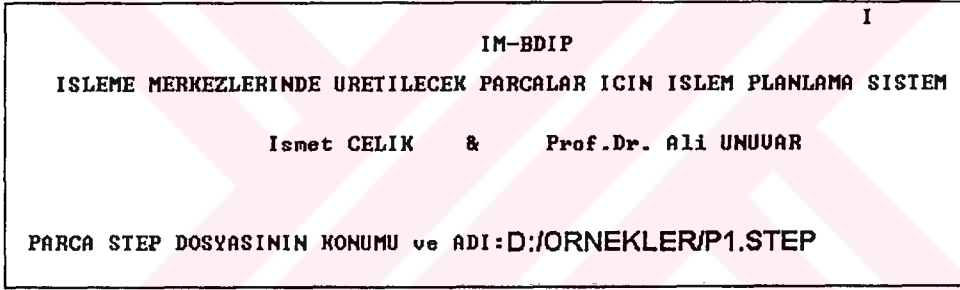 I
IM-BDIP
ISLEME MERKEZLERINDE URETILECEK PARCALAR ICIN ISLEM PLANLAMA SISTEM
Ismet CELIK & Prof.Dr. Ali UNUVAR
PARCA STEP DOSYASININ KONUMU ve ADI:D:/ORNEKLER/P1.STEP